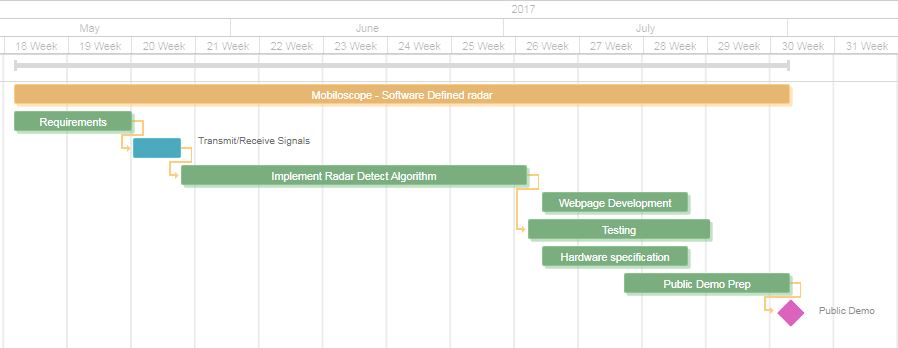 2017
May June July
18 Week 19 Week 20 Week 21 Week 22 Week 23 Week 24 Week 25 Week 26 Week 27 Week 28 Week 29 Week 30 Week 31 Week
Mobiloscope - Software Defined radar
Requirements
Transmit/Receive Signals
Implement Radar Detect Algorithm
Webpage Development
Testing
Hardware specification
Public Demo Prep
Public Demo